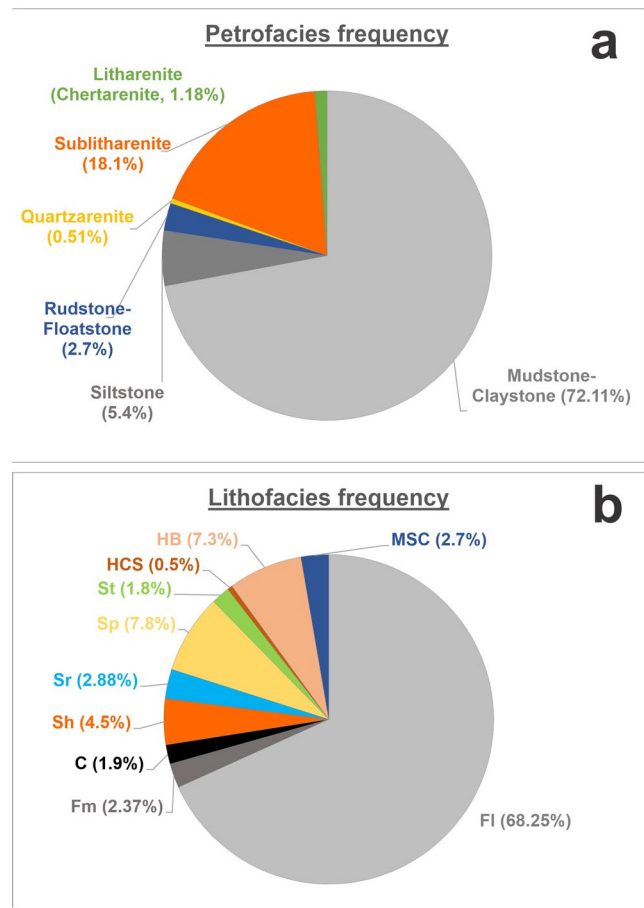 Petrofacies frequency
a
Litharenite
(Chertarenite, 1.18%)
Sublitharenite
(18.1%)
Quartzarenite
(0.51%)
Rudstone-
Floatstone
(2.7%)
Siltstone
(5.4%)
Mudstone-
Claystone (72.11%)
Lithofacies frequency
b
HB (7.3%)
MSC (2.7%)
HCS (0.5%)
St (1.8%)
Sp (7.8%)
Sr (2.88%)
Sh (4.5%)
C (1.9%)
Fm (2.37%)
Fl (68.25%)